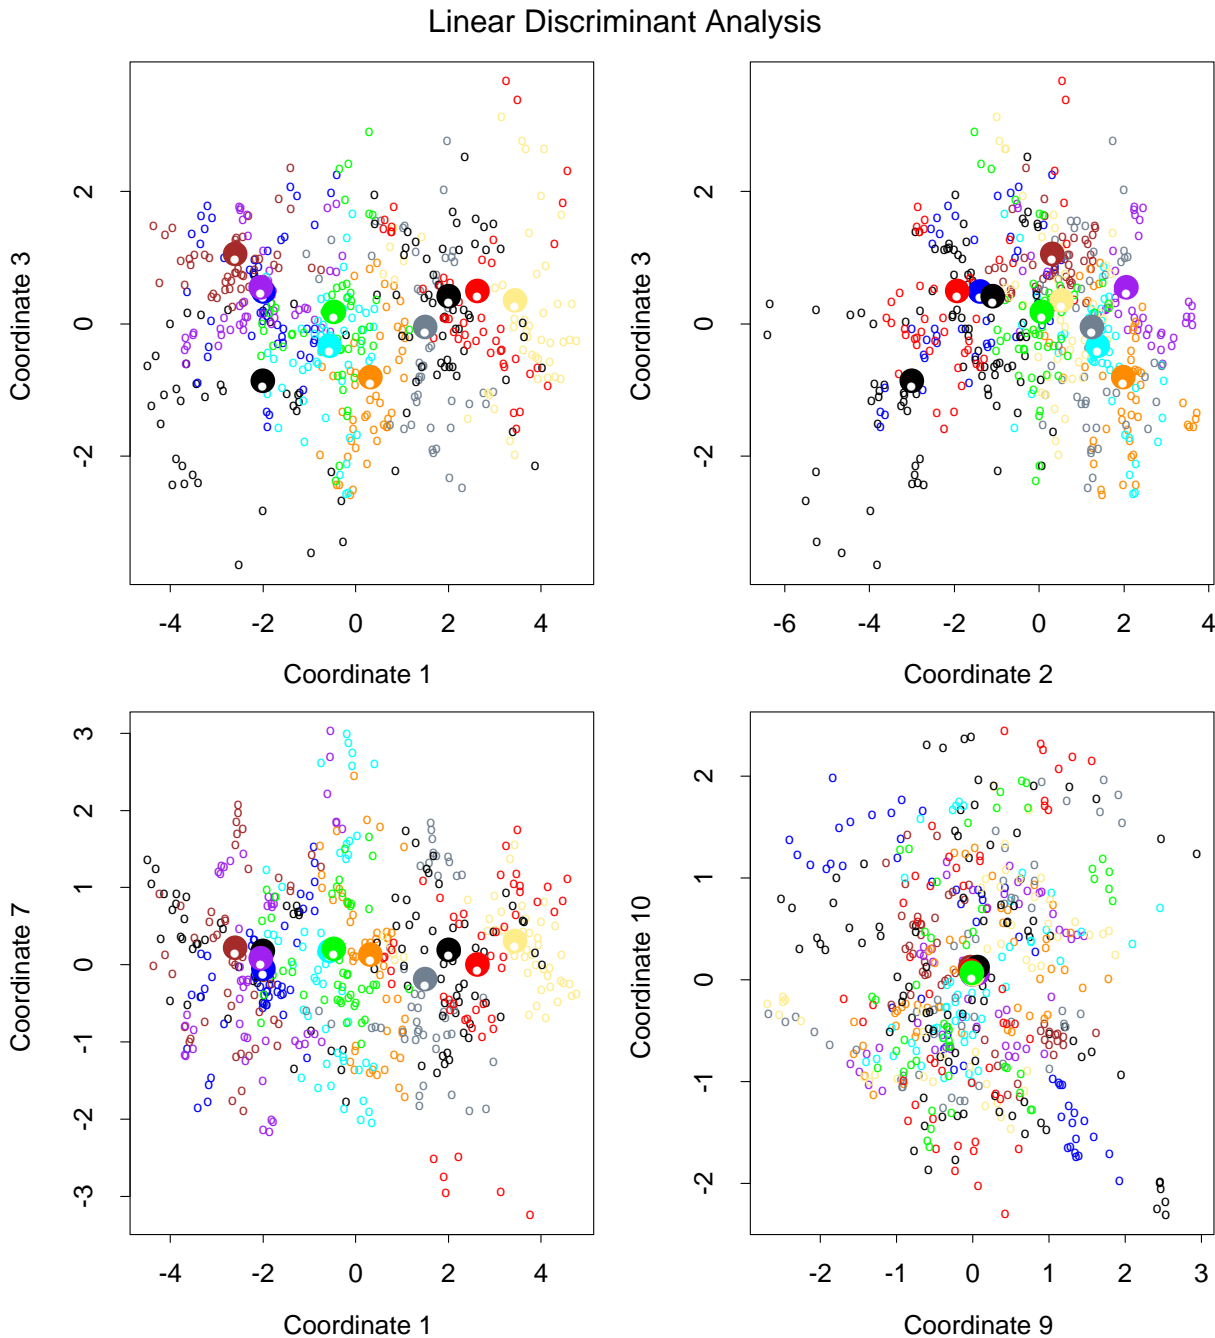 Linear Discriminant Analysis
Coordinate 3
2
0
-2
-4 -2 0 2 4
Coordinate 1
Coordinate 3
2
0
-2
-6 -4 -2 0 2 4
Coordinate 2
Coordinate 7
3
2
1
0
-1
-2
-3
-4 -2 0 2 4
Coordinate 1
Coordinate 10
2
1
0
-1
-2
-2 -1 0 1 2 3
Coordinate 9